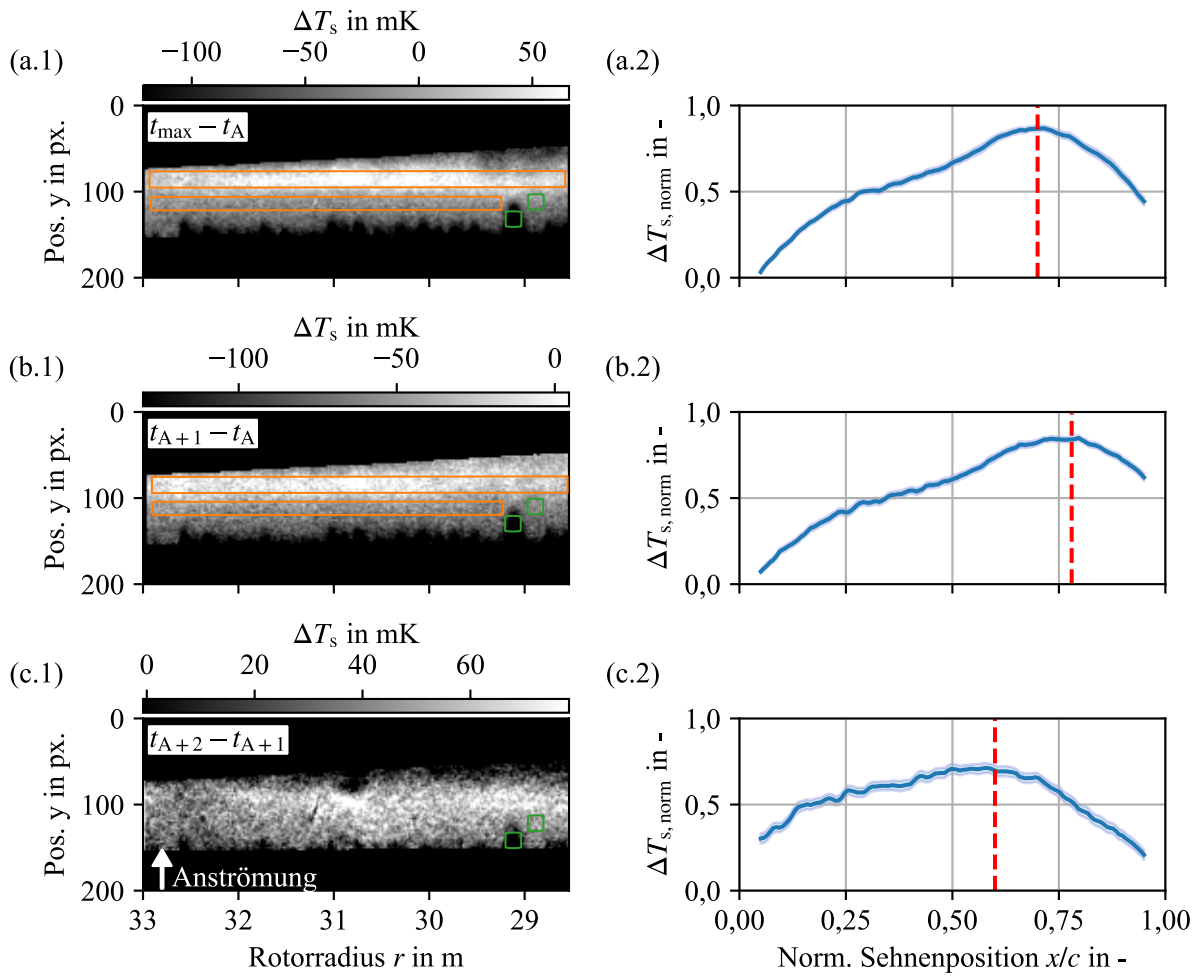 (a.1)
ΔT_s in mK
−100 −50 0 50
t_max − t_A
Pos. y in px.
0
100
200
(a.2)
ΔT_s, norm in -
1,0
0,5
0,0
(b.1)
ΔT_s in mK
−100 −50 0
t_A + 1 − t_A
Pos. y in px.
0
100
200
(b.2)
ΔT_s, norm in -
1,0
0,5
0,0
(c.1)
ΔT_s in mK
0 20 40 60
t_A + 2 − t_A + 1
Pos. y in px.
0
100
200
Anströmung
33 32 31 30 29
Rotorradius r in m
(c.2)
ΔT_s, norm in -
1,0
0,5
0,0
0,00 0,25 0,50 0,75 1,00
Norm. Sehnenposition x/c in -